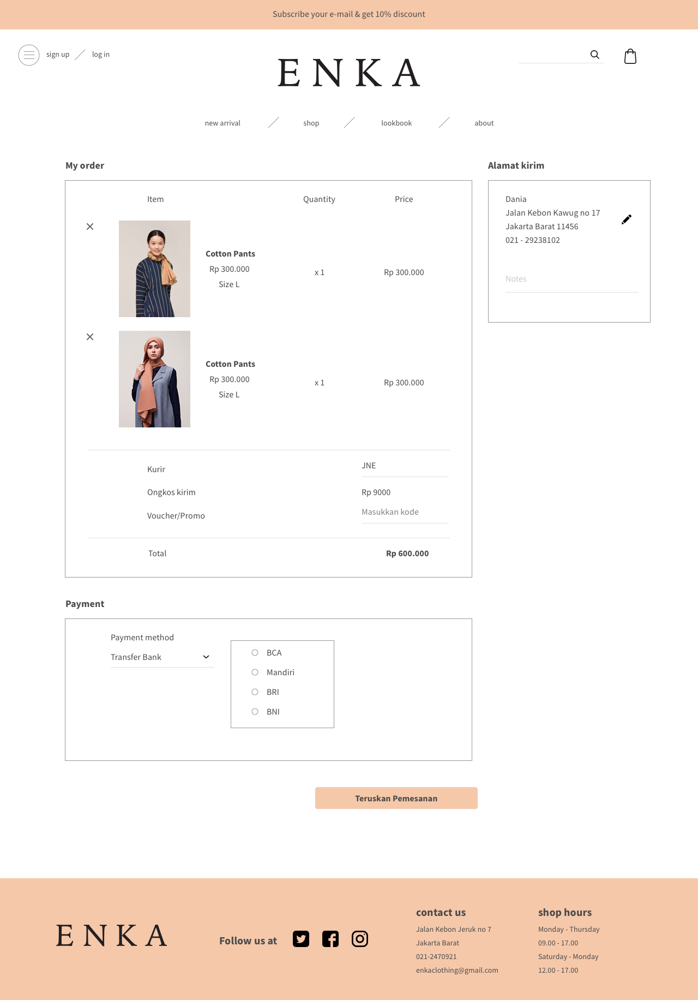 Subscribe your e-mail & get 10% discount
sign up
log in
ENKA
new arrival
shop
lookbook
about
My order
Item
Quantity
Price
Cotton Pants
Rp 300.000
Size L
x 1
Rp 300.000
Cotton Pants
Rp 300.000
Size L
x 1
Rp 300.000
Kurir
JNE
Ongkos kirim
Rp 9000
Voucher/Promo
Masukkan kode
Total
Rp 600.000
Alamat kirim
Dania
Jalan Kebon Kawug no 17
Jakarta Barat 11456
021 - 29238102
Notes
Payment
Payment method
Transfer Bank
BCA
Mandiri
BRI
BNI
Teruskan Pemesanan
ENKA
Follow us at
contact us
Jalan Kebon Jeruk no 7
Jakarta Barat
021-2470921
enkaclothing@gmail.com
shop hours
Monday - Thursday
09.00 - 17.00
Saturday - Monday
12.00 - 17.00